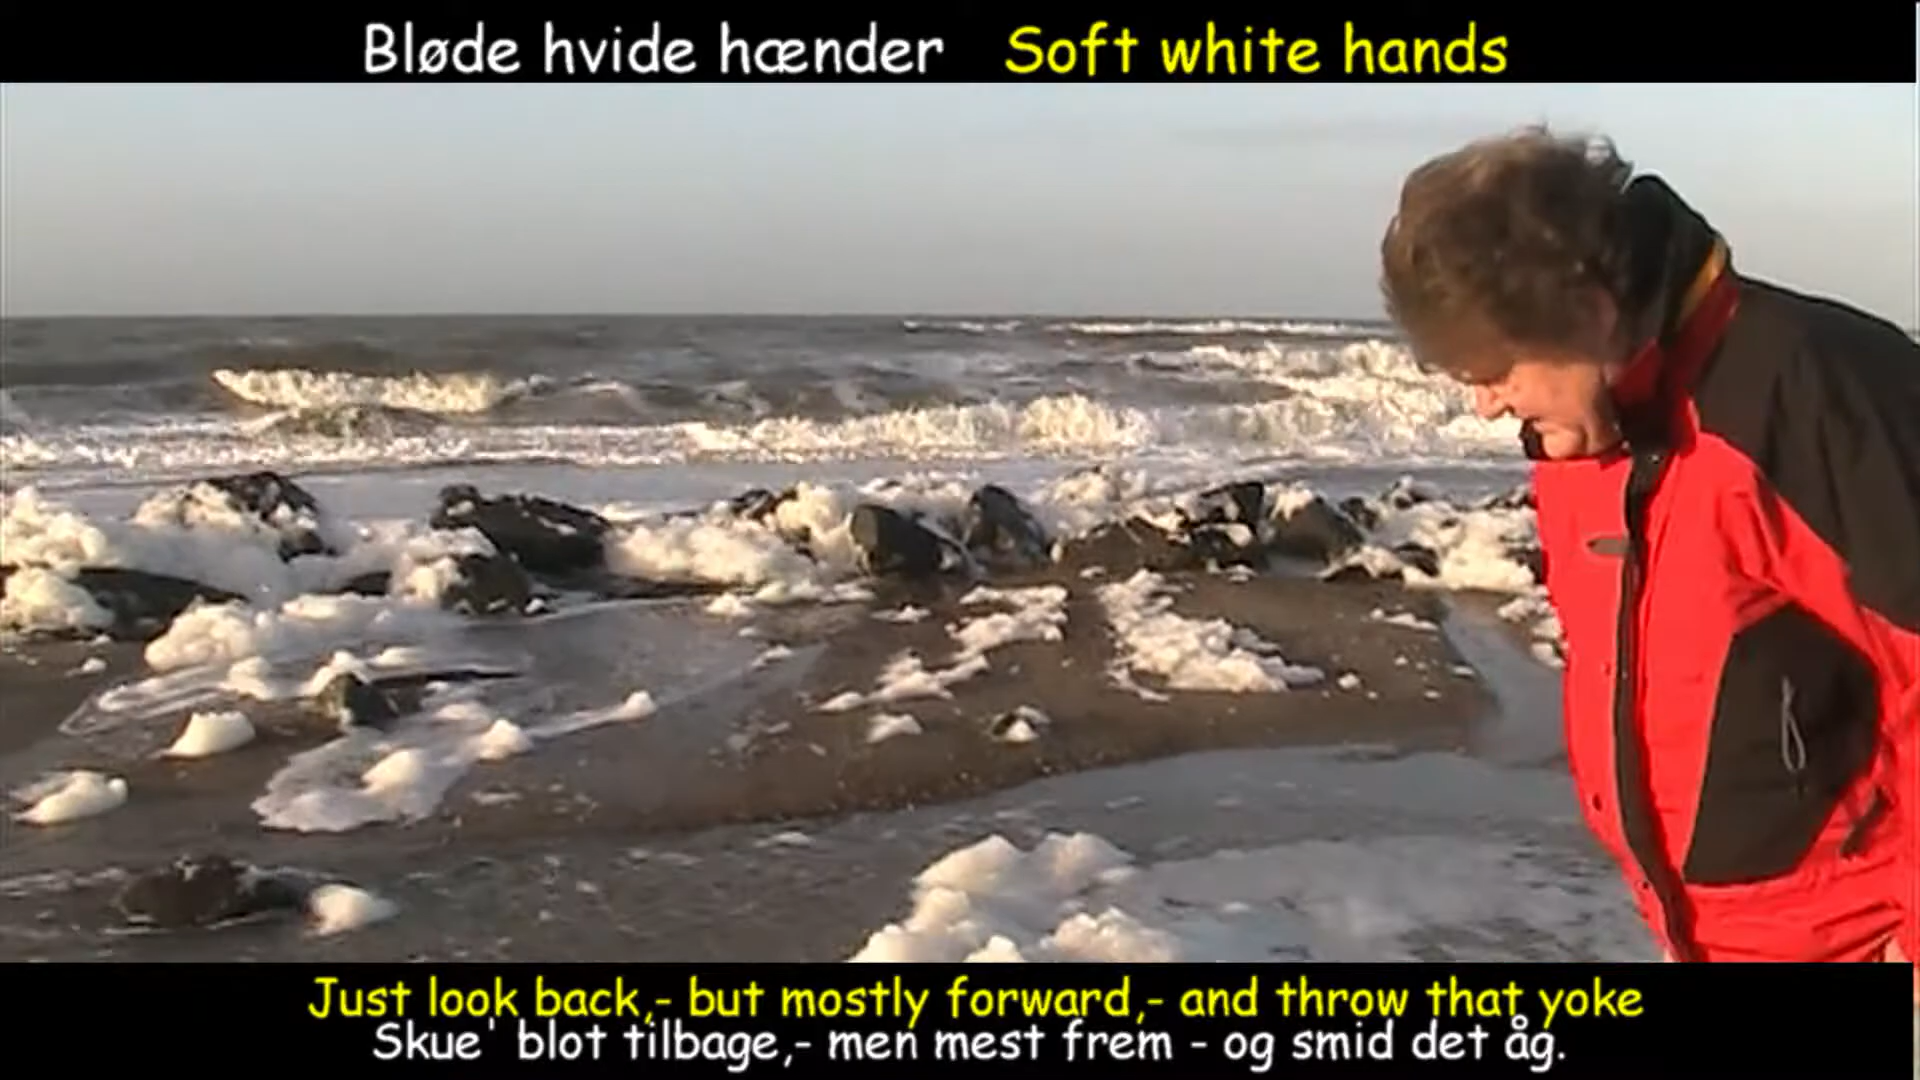 Bløde hvide hænder Soft white hands
Just look back,- but mostly forward,- and throw that yoke
Skue' blot tilbage,- men mest frem - og smid det åg.